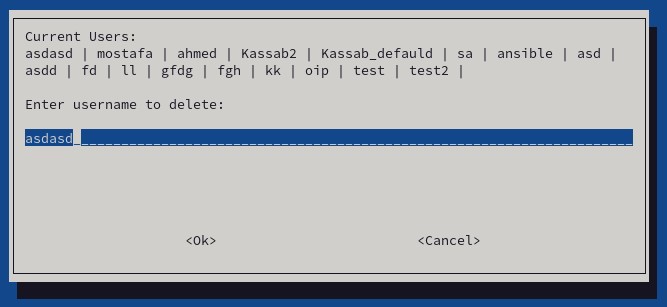 Current Users:
asdasd | mostafa | ahmed | Kassab2 | Kassab_defauld | sa | ansible | asd |
asdd | fd | ll | gfdg | fgh | kk | oip | test | test2 |
Enter username to delete:
asdasd
<Ok> <Cancel>